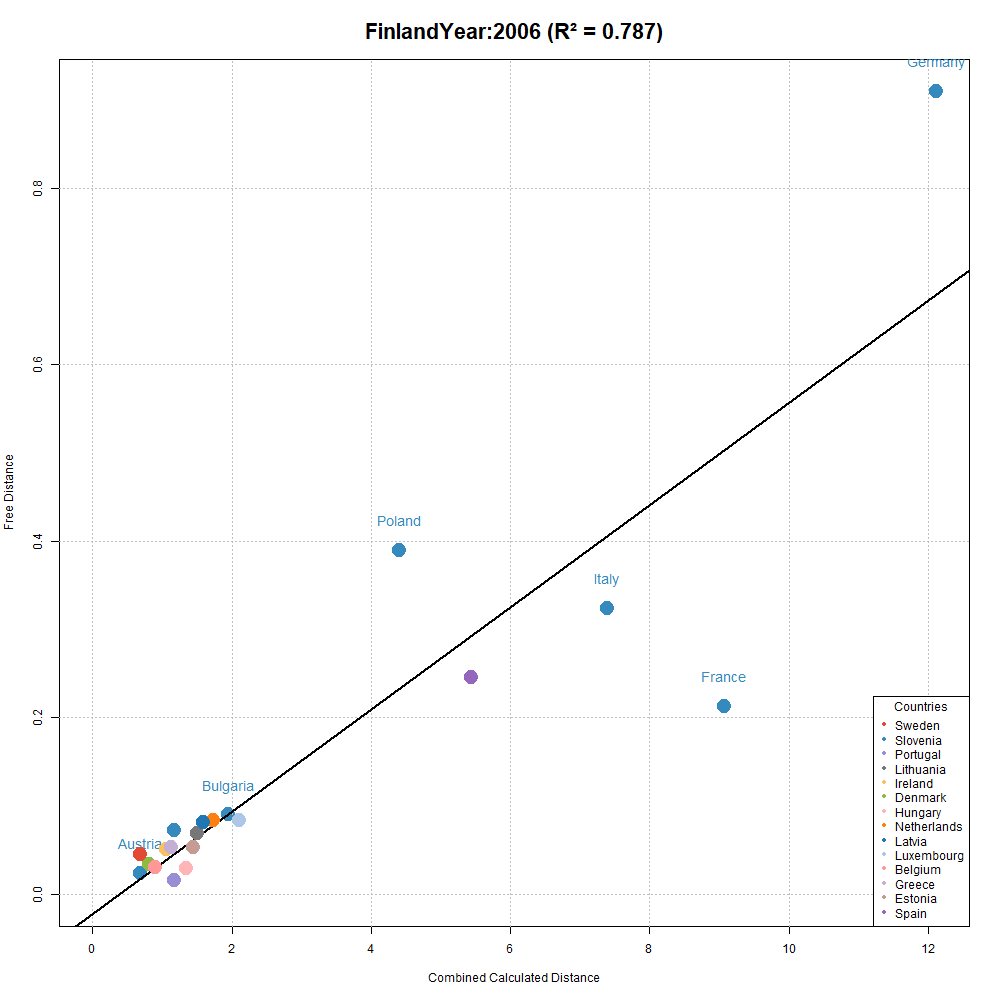 FinlandYear:2006 (R² = 0.787)
Germany
0.8
0.6
Free Distance
Poland
0.4
Italy
France
0.2
Bulgaria
Austria
0.0
Countries
Sweden
Slovenia
Portugal
Lithuania
Ireland
Denmark
Hungary
Netherlands
Latvia
Luxembourg
Belgium
Greece
Estonia
Spain
0 2 4 6 8 10 12
Combined Calculated Distance